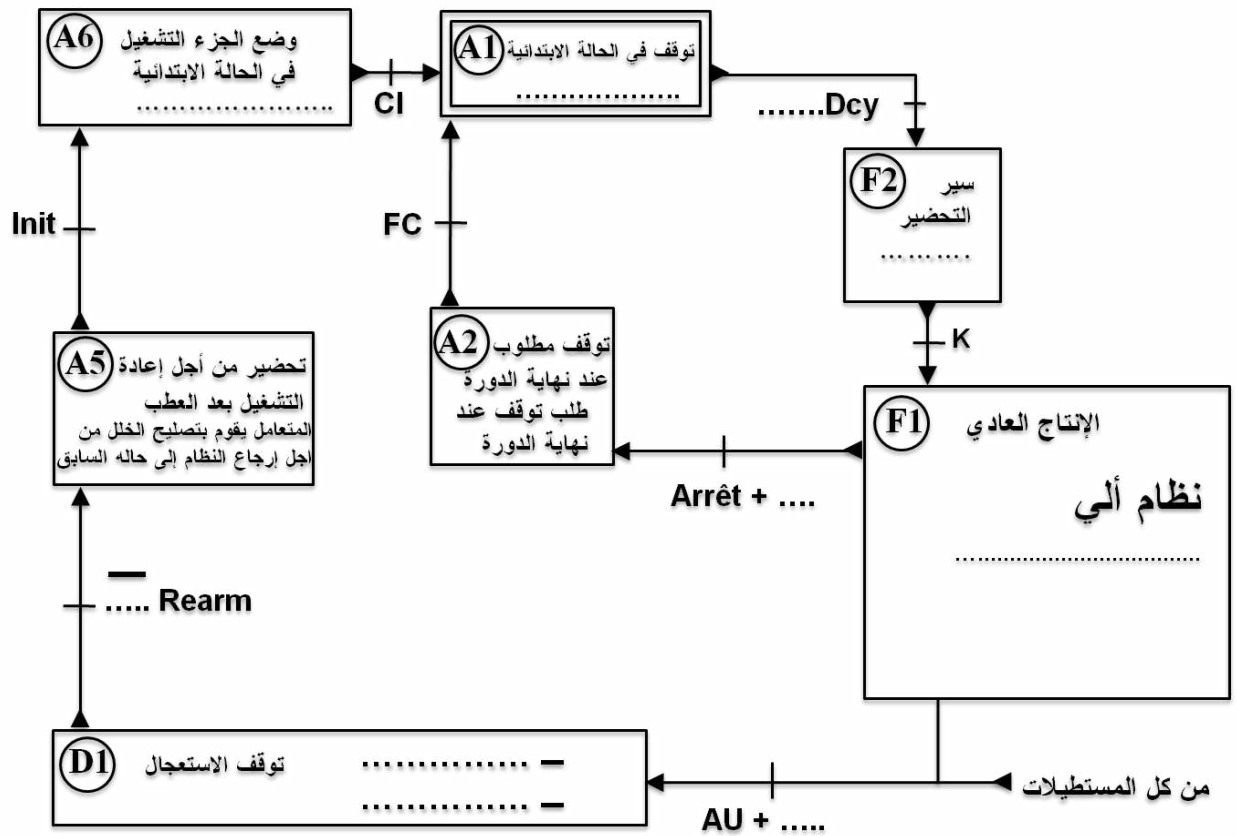 A6 وضع الجزء التشغيل
في الحالة الابتدائية
........................
CI
A1 توقف في الحالة الابتدائية
...................
.......Dcy
F2 سير
التحضير
..........
K
Init
FC
A5 تحضير من أجل إعادة
التشغيل بعد العطب
المتعامل يقوم بتصليح الخلل من
اجل إرجاع النظام إلى حاله السابق
A2 توقف مطلوب
عند نهاية الدورة
طلب توقف عند
نهاية الدورة
F1 الإنتاج العادي
نظام ألي
.....................................
Arrêt + ....
..... Rearm
D1 توقف الاستعجال
– ...............
– ...............
AU + .....
من كل المستطيلات